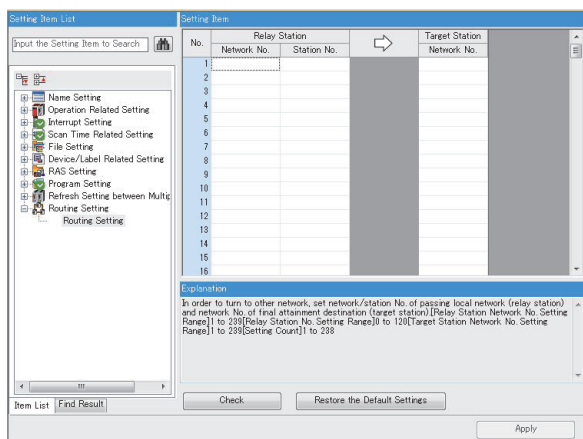 Setting Item List
Input the Setting Item to Search
Name Setting
Operation Related Setting
Interrupt Setting
Scan Time Related Setting
File Setting
Device/Label Related Setting
RAS Setting
Program Setting
Refresh Setting between Multip
Routing Setting
Routing Setting
Item List
Find Result
Setting Item
No.
Relay Station
Target Station
Network No.
Station No.
Network No.
1
2
3
4
5
6
7
8
9
10
11
12
13
14
15
16
Explanation
In order to turn to other network, set network/station No. of passing local network (relay station)
and network No. of final attainment destination (target station).[Relay Station Network No. Setting
Range]1 to 239[Relay Station No. Setting Range]0 to 120[Target Station Network No. Setting
Range]1 to 239[Setting Count]1 to 238
Check
Restore the Default Settings
Apply